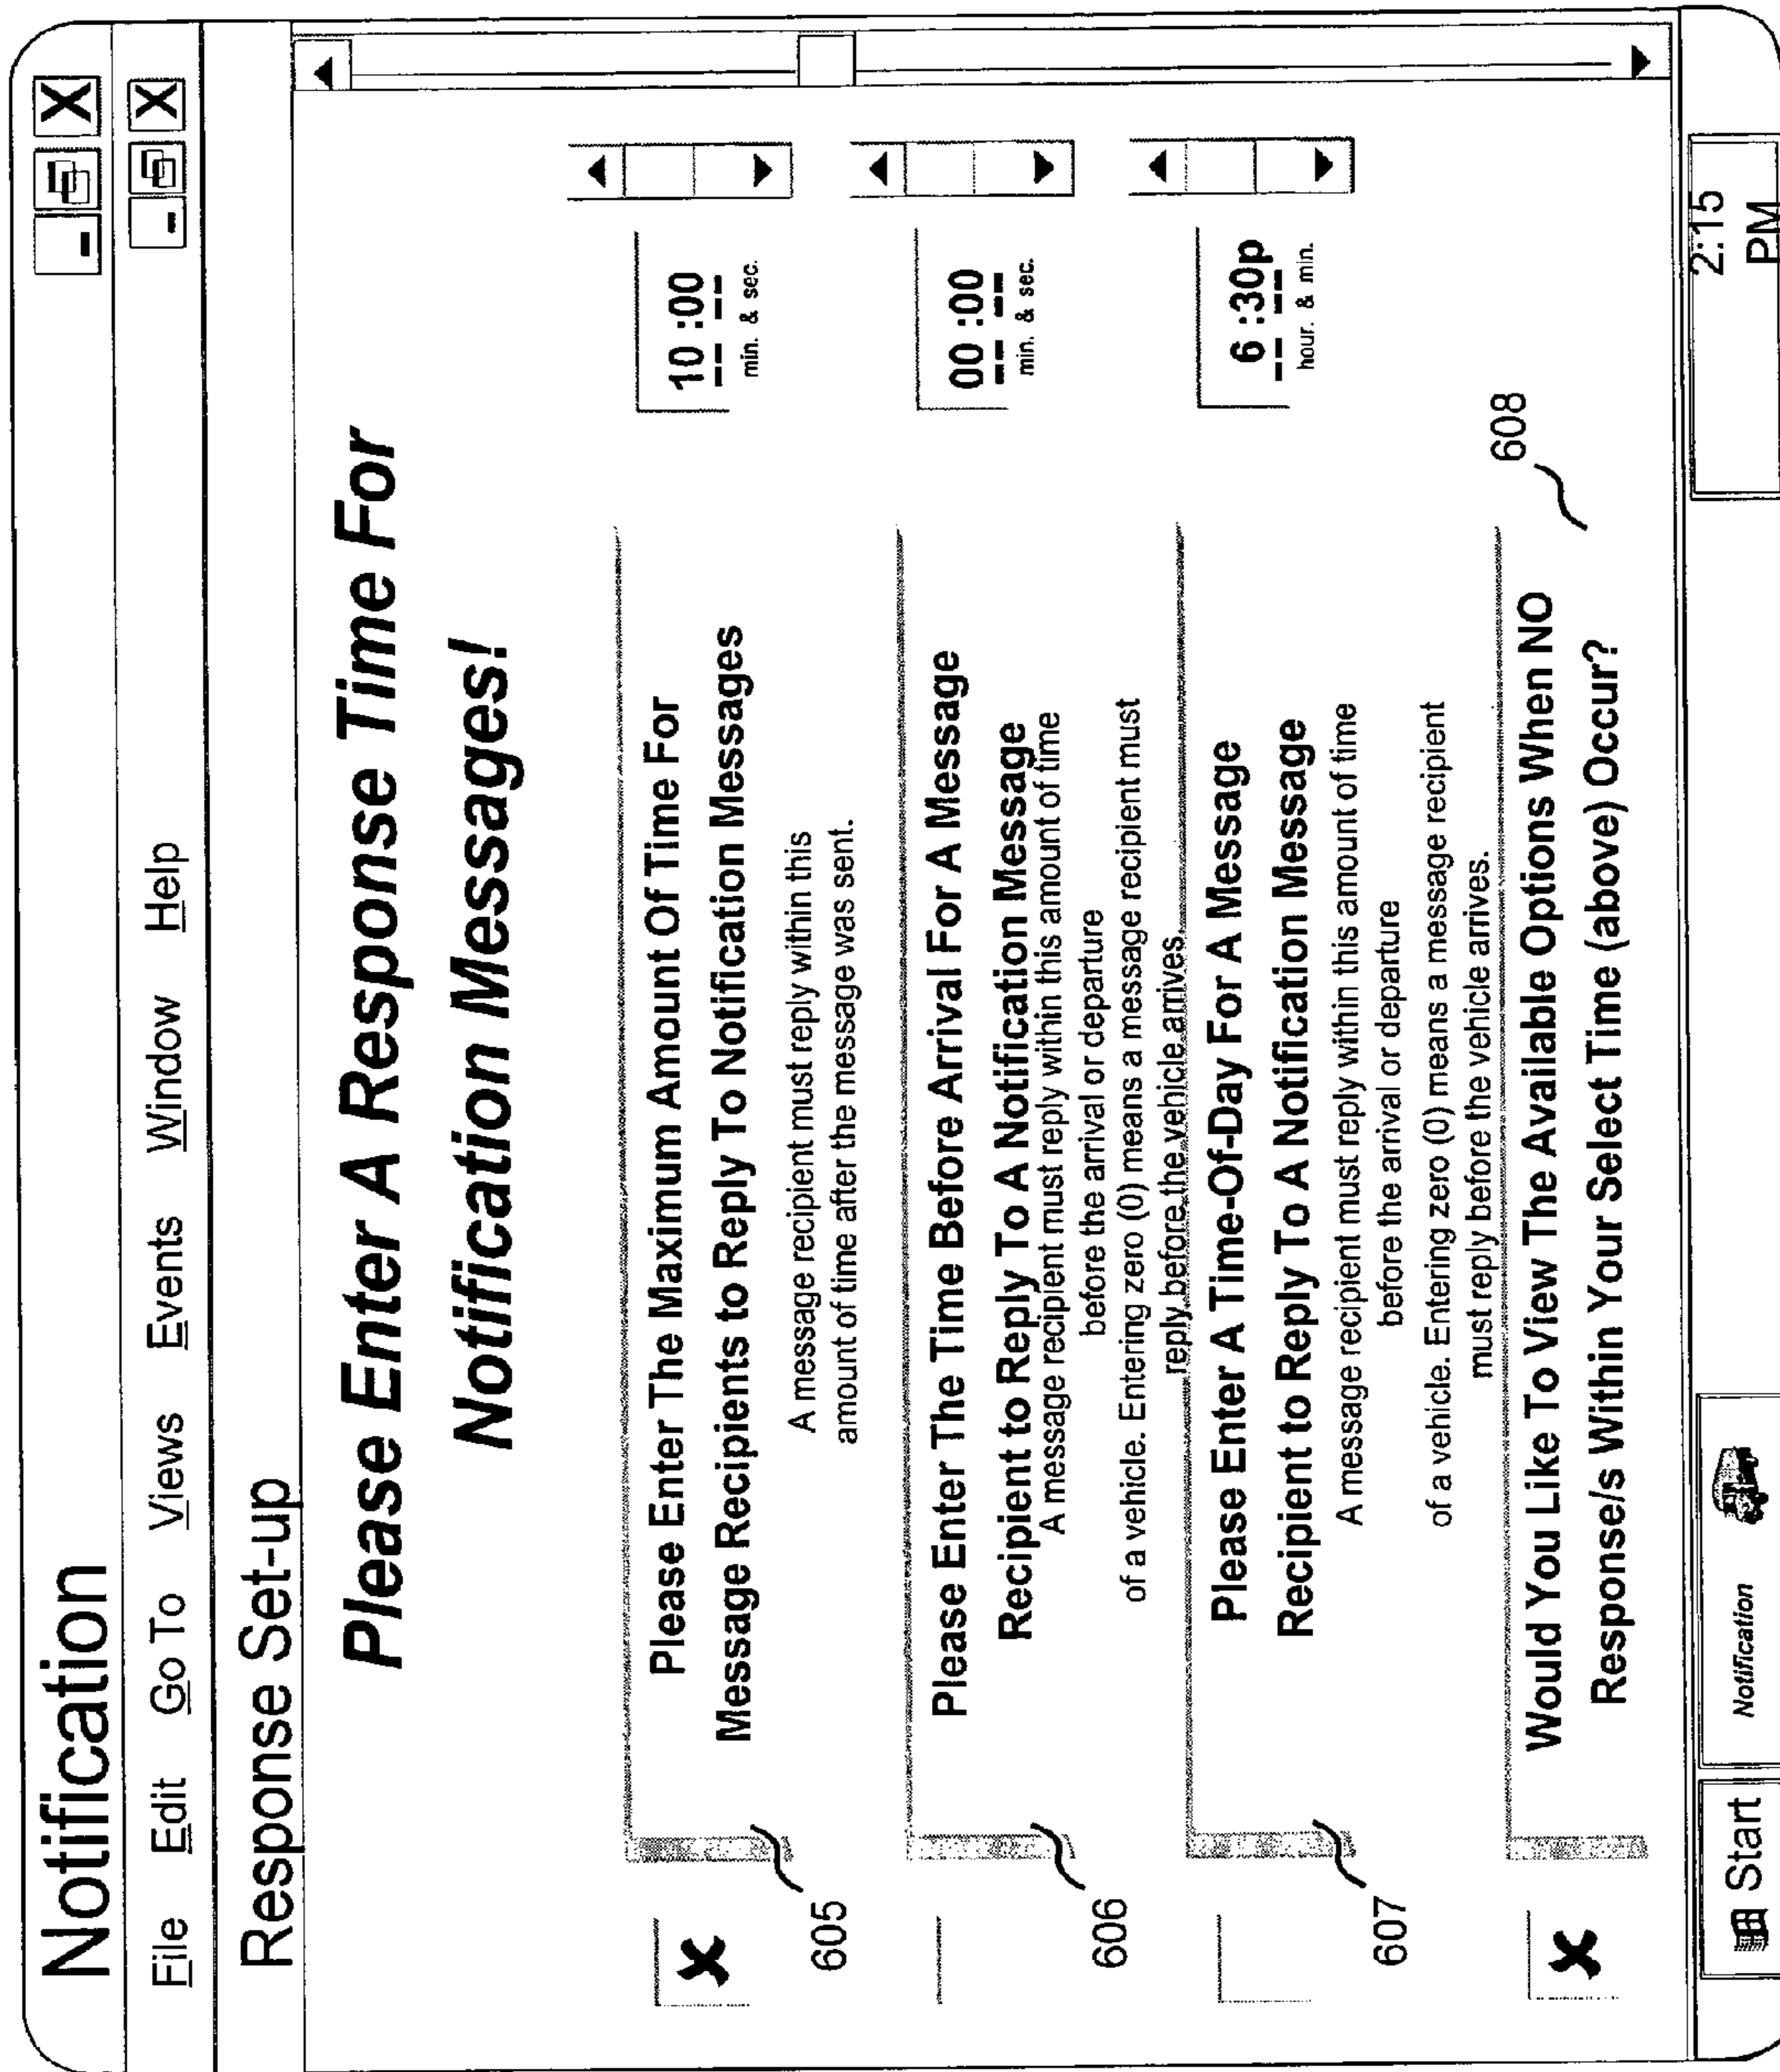 Notification
File Edit Go To Views Events Window Help
Response Set-up
Please Enter A Response Time For
Notification Messages!
Please Enter The Maximum Amount Of Time For
Message Recipients to Reply To Notification Messages
A message recipient must reply within this
amount of time after the message was sent.
10 :00
min. & sec.
605
Please Enter The Time Before Arrival For A Message
Recipient to Reply To A Notification Message
A message recipient must reply within this amount of time
before the arrival or departure
of a vehicle. Entering zero (0) means a message recipient must
reply before the vehicle arrives.
00 :00
min. & sec.
606
Please Enter A Time-Of-Day For A Message
Recipient to Reply To A Notification Message
A message recipient must reply within this amount of time
before the arrival or departure
of a vehicle. Entering zero (0) means a message recipient
must reply before the vehicle arrives.
6 :30p
hour. & min.
607
608
Would You Like To View The Available Options When NO
Response/s Within Your Select Time (above) Occur?
Start
Notification
2:15
PM